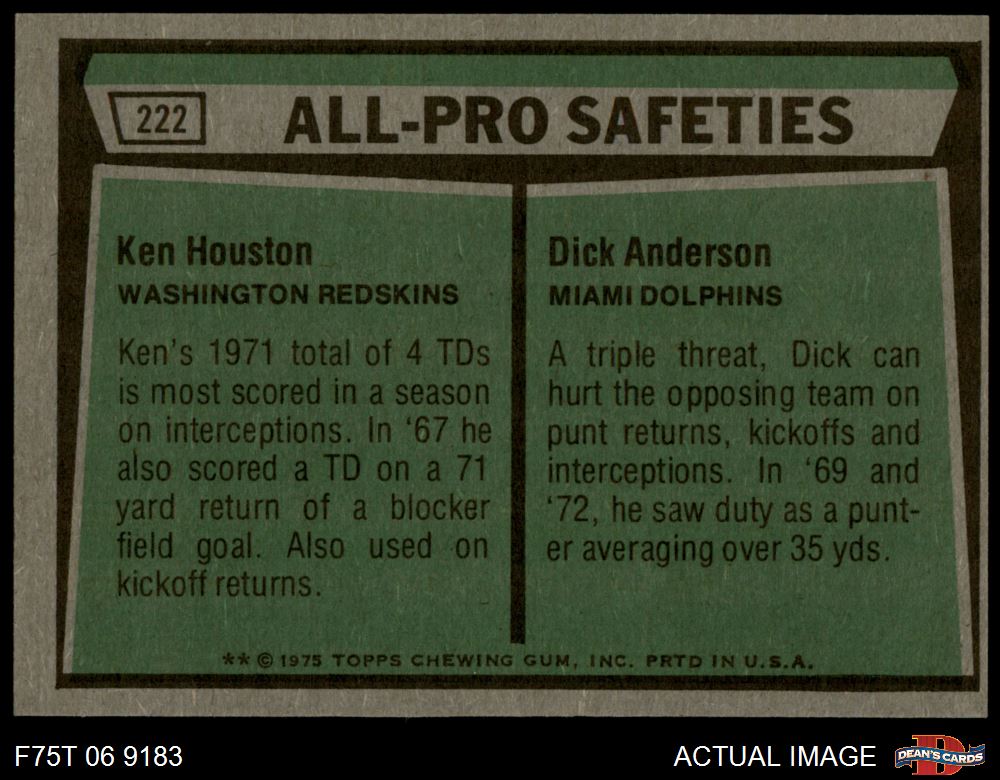 222
ALL-PRO SAFETIES
Ken Houston
WASHINGTON REDSKINS
Ken's 1971 total of 4 TDs
is most scored in a season
on interceptions. In '67 he
also scored a TD on a 71
yard return of a blocker
field goal. Also used on
kickoff returns.
Dick Anderson
MIAMI DOLPHINS
A triple threat, Dick can
hurt the opposing team on
punt returns, kickoffs and
interceptions. In '69 and
'72, he saw duty as a punt-
er averaging over 35 yds.
** © 1975 TOPPS CHEWING GUM, INC. PRTD IN U.S.A.
F75T 06 9183
ACTUAL IMAGE
D
DEAN'S CARDS